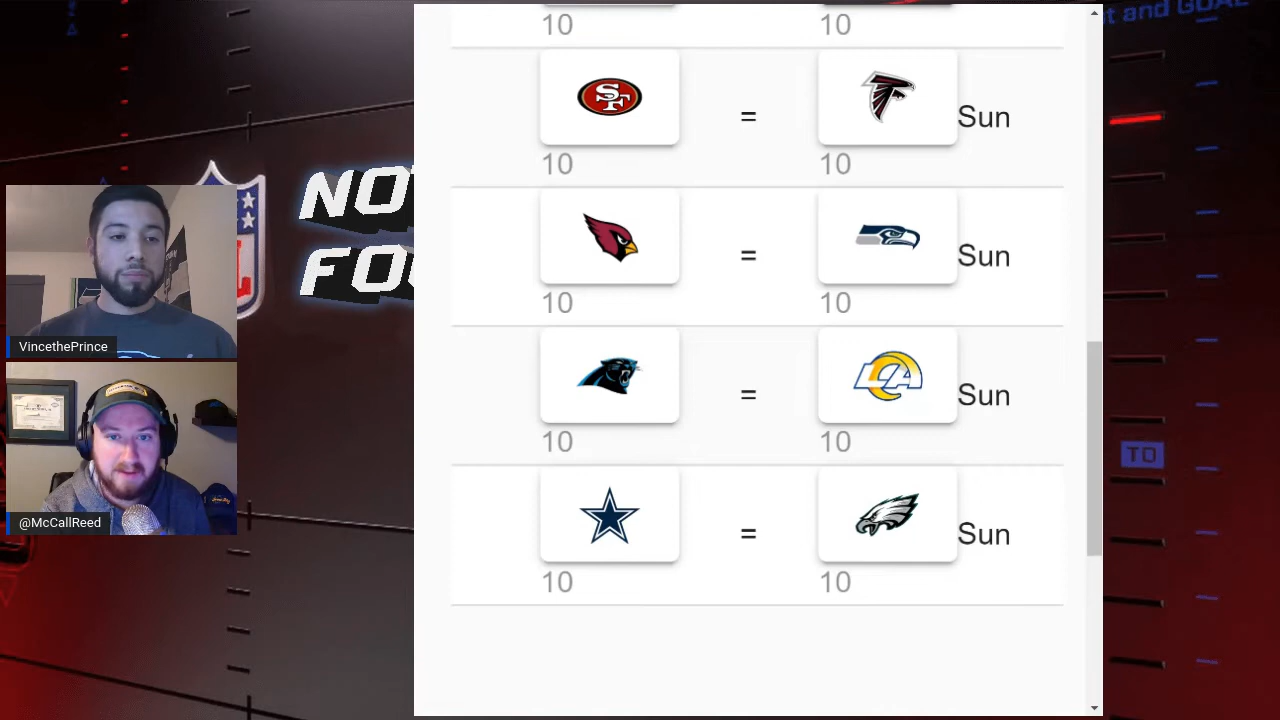 10 10
t and GOAL
SF = Sun
10 10
NO
FO
= Sun
10 10
VincethePrince
LA = Sun
10 10
TO
= Sun
@McCallReed
10 10